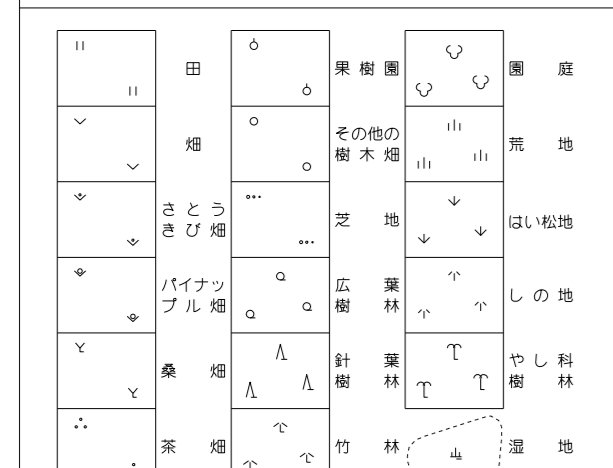 田
畑
さとう
きび畑
パイナッ
プル畑
桑畑
茶畑
果樹園
その他の
樹木畑
芝地
広葉
樹林
針葉
樹林
竹林
園庭
荒地
はい松地
しの地
やし科
樹林
湿地